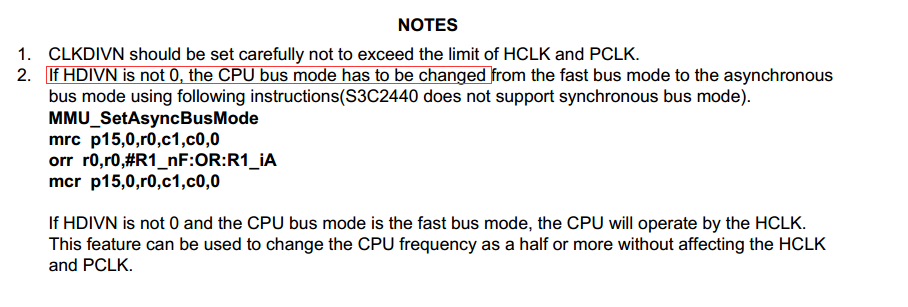 NOTES
1. CLKDIVN should be set carefully not to exceed the limit of HCLK and PCLK.
2. If HDIVN is not 0, the CPU bus mode has to be changed from the fast bus mode to the asynchronous
bus mode using following instructions(S3C2440 does not support synchronous bus mode).
MMU_SetAsyncBusMode
mrc p15,0,r0,c1,c0,0
orr r0,r0,#R1_nF:OR:R1_iA
mcr p15,0,r0,c1,c0,0
If HDIVN is not 0 and the CPU bus mode is the fast bus mode, the CPU will operate by the HCLK.
This feature can be used to change the CPU frequency as a half or more without affecting the HCLK
and PCLK.